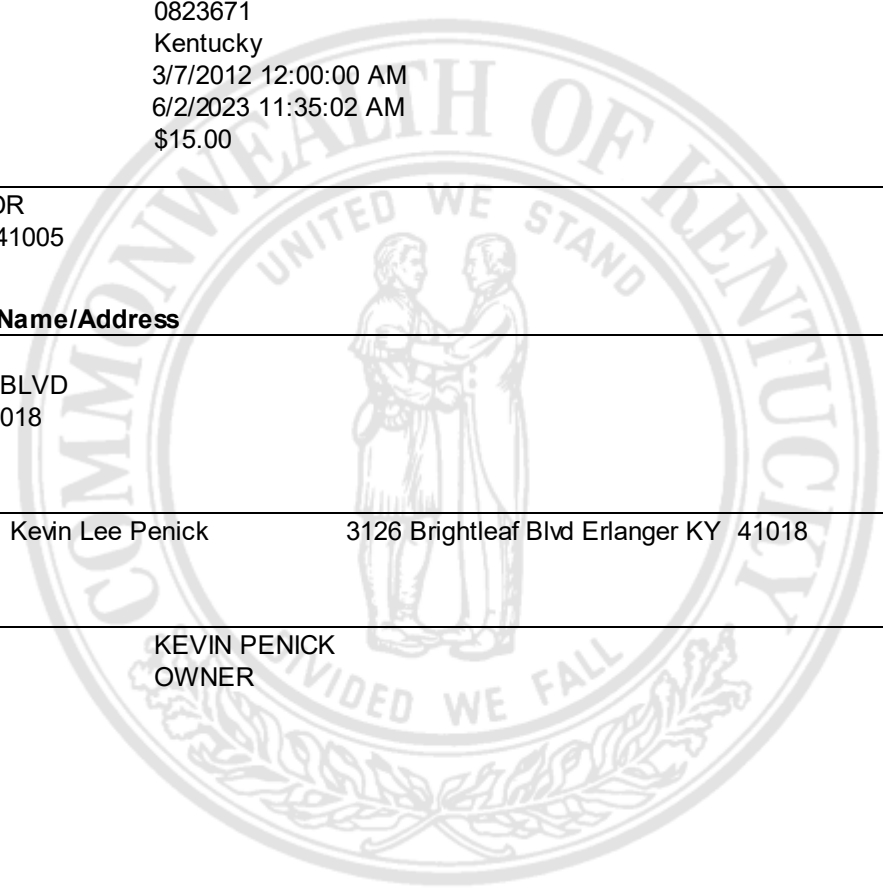 0823671
Kentucky
3/7/2012 12:00:00 AM
6/2/2023 11:35:02 AM
$15.00
OR
41005
Name/Address
BLVD
018
Kevin Lee Penick 3126 Brightleaf Blvd Erlanger KY 41018
KEVIN PENICK
OWNER
COMMONWEALTH OF KENTUCKY
UNITED WE STAND
DIVIDED WE FALL